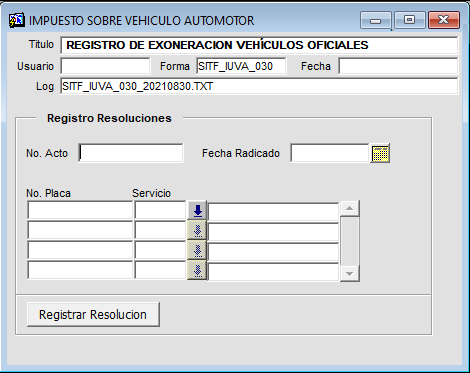 IMPUESTO SOBRE VEHICULO AUTOMOTOR
Titulo REGISTRO DE EXONERACION VEHÍCULOS OFICIALES
Usuario Forma SITF_IUVA_030 Fecha
Log SITF_IUVA_030_20210830.TXT
Registro Resoluciones
No. Acto Fecha Radicado
No. Placa Servicio
Registrar Resolucion